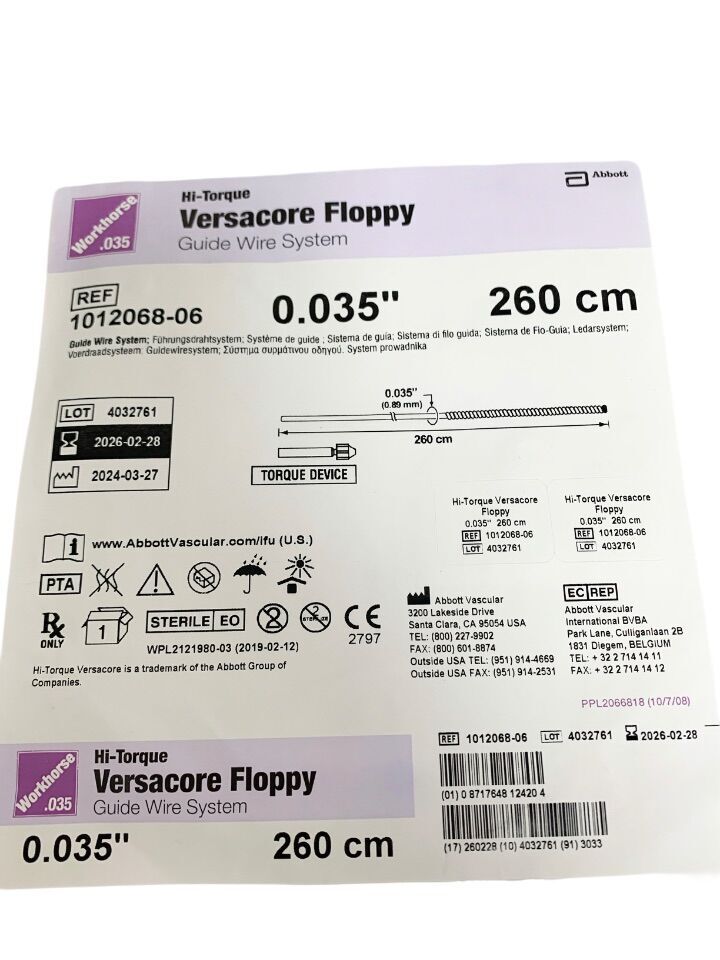 Hi-Torque
Versacore Floppy
Guide Wire System
Workhorse
.035
Abbott
REF
1012068-06
0.035"
260 cm
Guide Wire System; Führungsdrahtsystem; Système de guide ; Sistema de guía; Sistema di filo guida; Sistema de Fio-Guia; Ledarsystem;
Voerdraadsysteem; Guidewiresystem; Σύστημα συρμάτινου οδηγού. System prowadnika
LOT 4032761
2026-02-28
2024-03-27
0.035"
(0.89 mm)
260 cm
TORQUE DEVICE
Hi-Torque Versacore
Floppy
0.035" 260 cm
REF 1012068-06
LOT 4032761
Hi-Torque Versacore
Floppy
0.035" 260 cm
REF 1012068-06
LOT 4032761
i www.AbbottVascular.com/ifu (U.S.)
PTA
Rx
ONLY
1
STERILE EO
2
2
STERILIZE
CE
2797
WPL2121980-03 (2019-02-12)
Hi-Torque Versacore is a trademark of the Abbott Group of
Companies.
Abbott Vascular
3200 Lakeside Drive
Santa Clara, CA 95054 USA
TEL: (800) 227-9902
FAX: (800) 601-8874
Outside USA TEL: (951) 914-4669
Outside USA FAX: (951) 914-2531
EC REP
Abbott Vascular
International BVBA
Park Lane, Culliganlaan 2B
1831 Diegem, BELGIUM
TEL: + 32 2 714 14 11
FAX: + 32 2 714 14 12
PPL2066818 (10/7/08)
Workhorse
.035
Hi-Torque
Versacore Floppy
Guide Wire System
0.035"
260 cm
REF 1012068-06 LOT 4032761 2026-02-28
(01) 0 8717648 12420 4
(17) 260228 (10) 4032761 (91) 3033